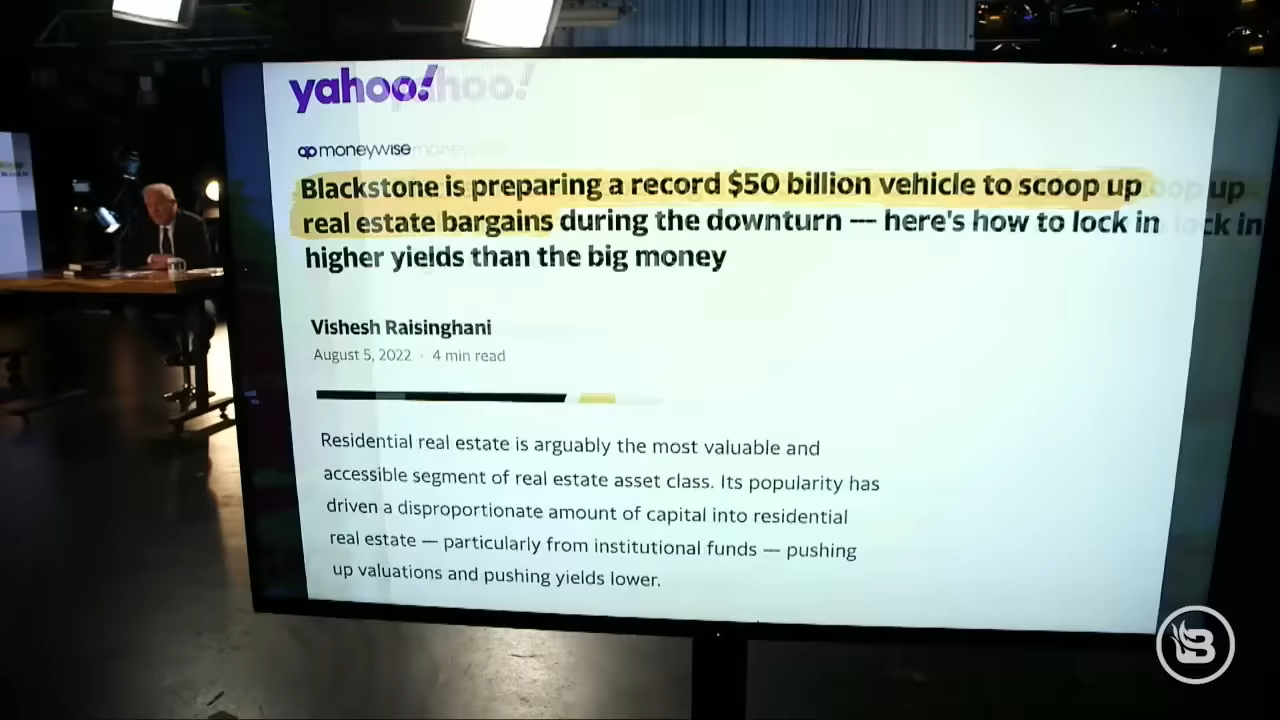 yahoo!
moneywise
Blackstone is preparing a record $50 billion vehicle to scoop up
real estate bargains during the downturn — here's how to lock in
higher yields than the big money
Vishesh Raisinghani
August 5, 2022 · 4 min read
Residential real estate is arguably the most valuable and
accessible segment of real estate asset class. Its popularity has
driven a disproportionate amount of capital into residential
real estate — particularly from institutional funds — pushing
up valuations and pushing yields lower.
B